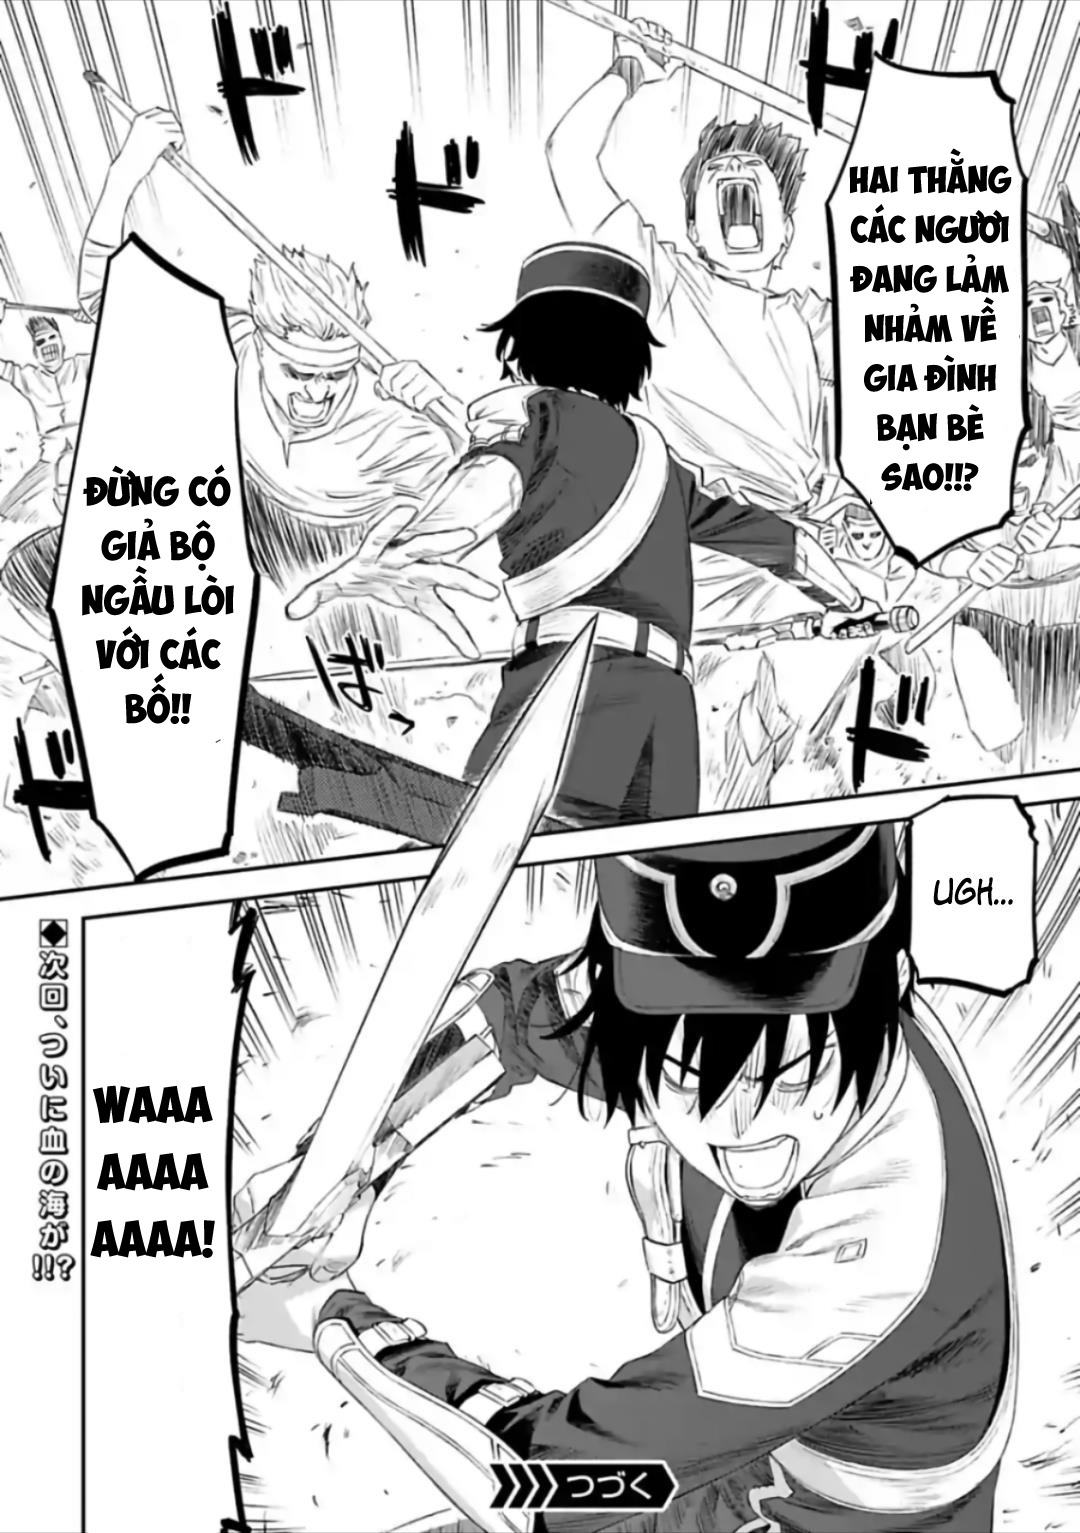 HAI THẰNG
CÁC NGƯƠI
ĐANG LẢM
NHẢM VỀ
GIA ĐÌNH
BẠN BÈ
SAO!!?
ĐỪNG CÓ
GIẢ BỘ
NGẦU LÒI
VỚI CÁC
BỐ!!
ド
ド
ド
ド
ばっ
UGH...
WAAA
AAAA
AAAA!
◆次回、ついに血の海が!!?
つづく